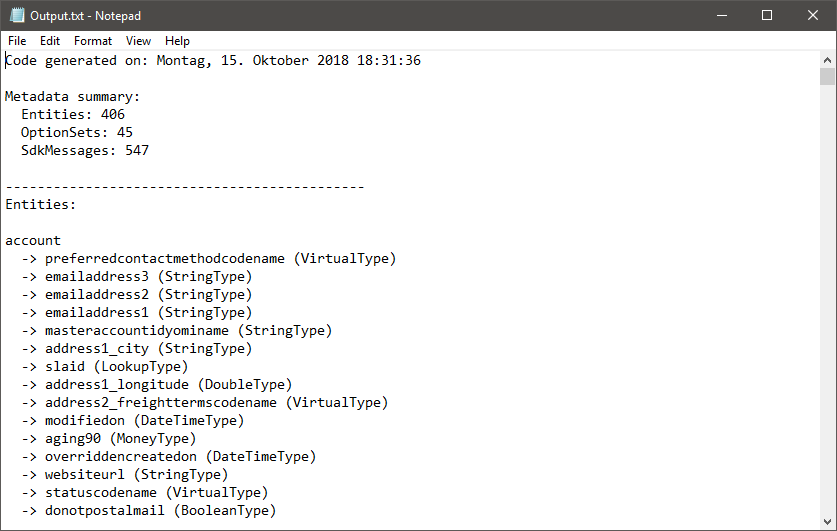 Output.txt - Notepad
File Edit Format View Help
Code generated on: Montag, 15. Oktober 2018 18:31:36
Metadata summary:
  Entities: 406
  OptionSets: 45
  SdkMessages: 547
---------------------------------------------
Entities:
account
  -> preferredcontactmethodcodename (VirtualType)
  -> emailaddress3 (StringType)
  -> emailaddress2 (StringType)
  -> emailaddress1 (StringType)
  -> masteraccountidyominame (StringType)
  -> address1_city (StringType)
  -> slaid (LookupType)
  -> address1_longitude (DoubleType)
  -> address2_freighttermscodename (VirtualType)
  -> modifiedon (DateTimeType)
  -> aging90 (MoneyType)
  -> overriddencreatedon (DateTimeType)
  -> websiteurl (StringType)
  -> statuscodename (VirtualType)
  -> donotpostalmail (BooleanType)